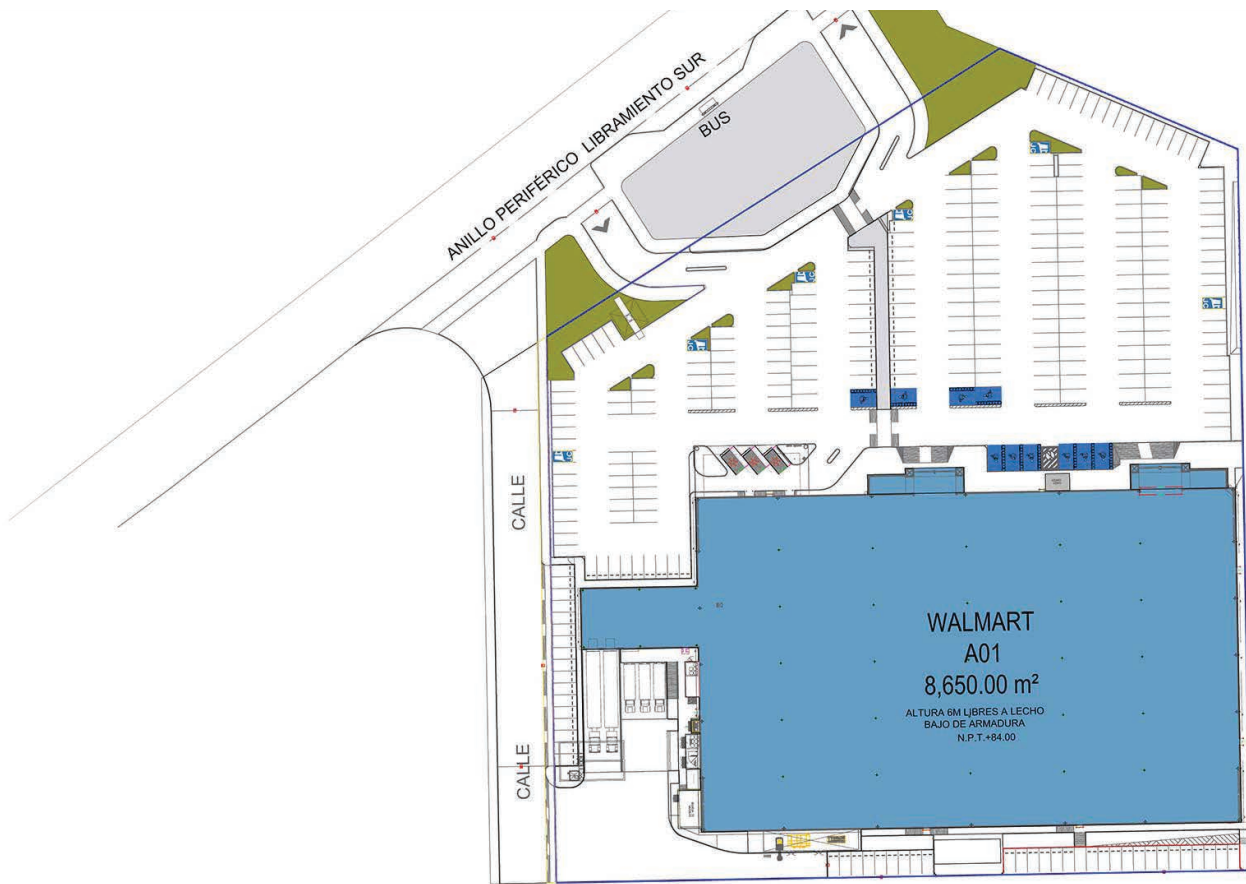 ANILLO PERIFÉRICO LIBRAMIENTO SUR
BUS
CALLE
WALMART
A01
8,650.00 m²
ALTURA 6M LIBRES A LECHO
BAJO DE ARMADURA
N.P.T.+84.00
CALLE